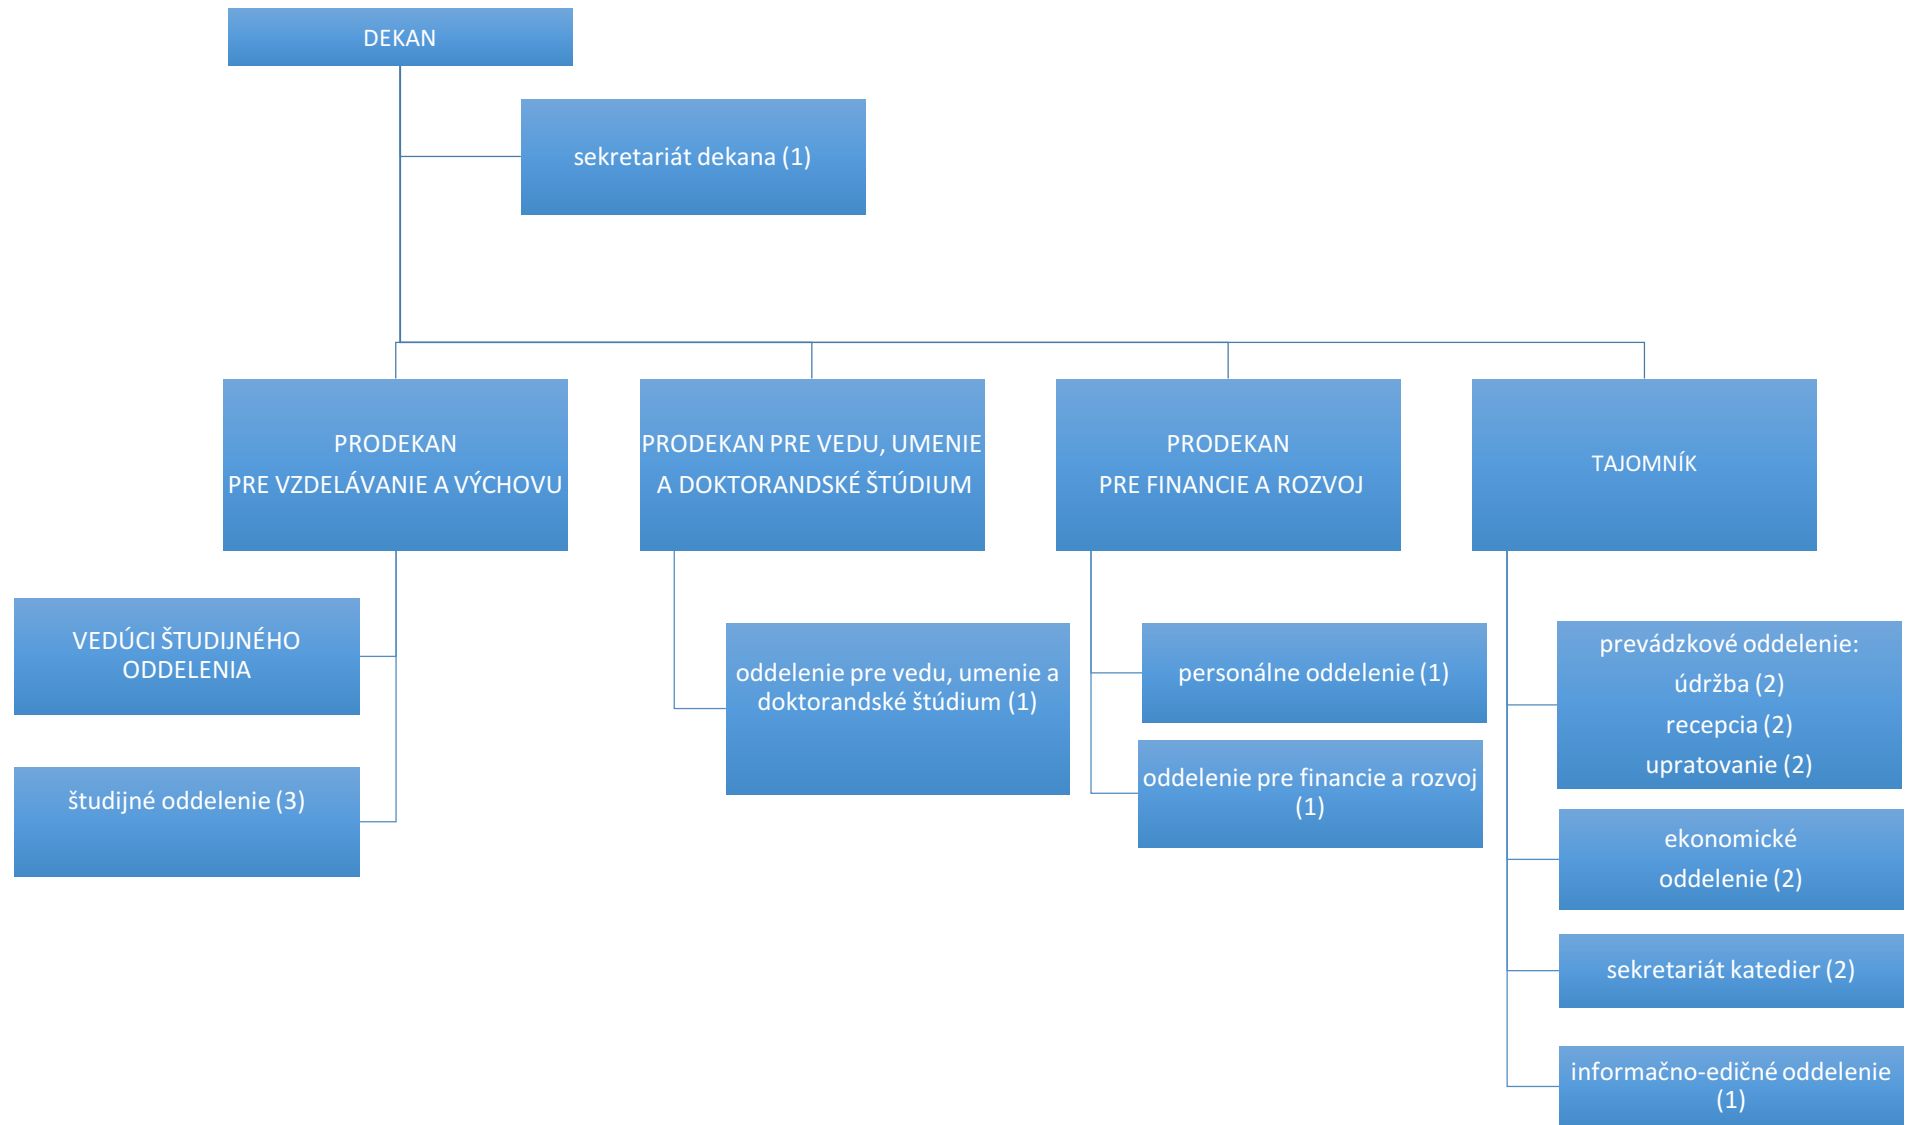 DEKAN
sekretariát dekana (1)
PRODEKAN
PRE VZDELÁVANIE A VÝCHOVU
PRODEKAN PRE VEDU, UMENIE
A DOKTORANDSKÉ ŠTÚDIUM
PRODEKAN
PRE FINANCIE A ROZVOJ
TAJOMNÍK
VEDÚCI ŠTUDIJNÉHO
ODDELENIA
študijné oddelenie (3)
oddelenie pre vedu, umenie a
doktorandské štúdium (1)
personálne oddelenie (1)
oddelenie pre financie a rozvoj
(1)
prevádzkové oddelenie:
údržba (2)
recepcia (2)
upratovanie (2)
ekonomické
oddelenie (2)
sekretariát katedier (2)
informačno-edičné oddelenie
(1)